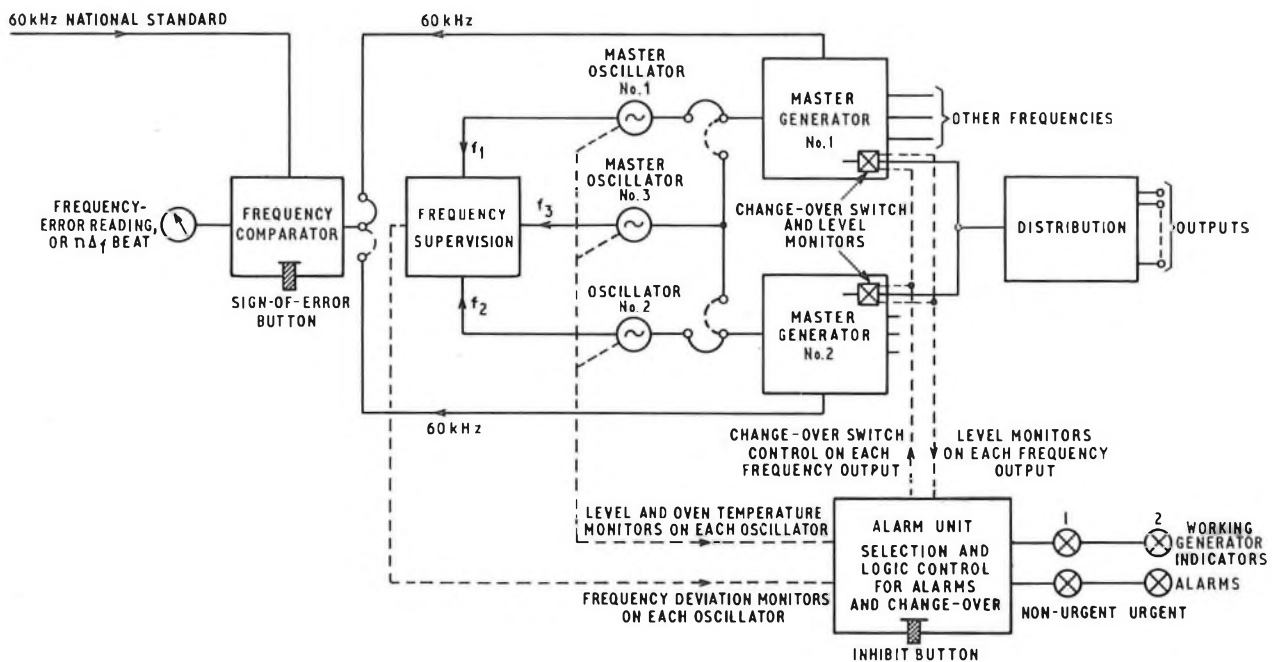 60kHz NATIONAL STANDARD
60kHz
MASTER
OSCILLATOR
No.1
MASTER
GENERATOR
No.1
OTHER FREQUENCIES
f1
FREQUENCY-
ERROR READING,
OR nΔf BEAT
FREQUENCY
COMPARATOR
SIGN-OF-ERROR
BUTTON
FREQUENCY
SUPERVISION
f3
MASTER
OSCILLATOR
No.3
CHANGE-OVER SWITCH
AND LEVEL
MONITORS
DISTRIBUTION
OUTPUTS
f2
OSCILLATOR
No.2
MASTER
GENERATOR
No.2
60kHz
CHANGE-OVER SWITCH
CONTROL ON EACH
FREQUENCY OUTPUT
LEVEL MONITORS
ON EACH FREQUENCY
OUTPUT
LEVEL AND OVEN TEMPERATURE
MONITORS ON EACH OSCILLATOR
FREQUENCY DEVIATION MONITORS
ON EACH OSCILLATOR
ALARM UNIT
SELECTION AND
LOGIC CONTROL
FOR ALARMS
AND CHANGE-OVER
INHIBIT BUTTON
1
2
WORKING
GENERATOR
INDICATORS
ALARMS
NON-URGENT URGENT